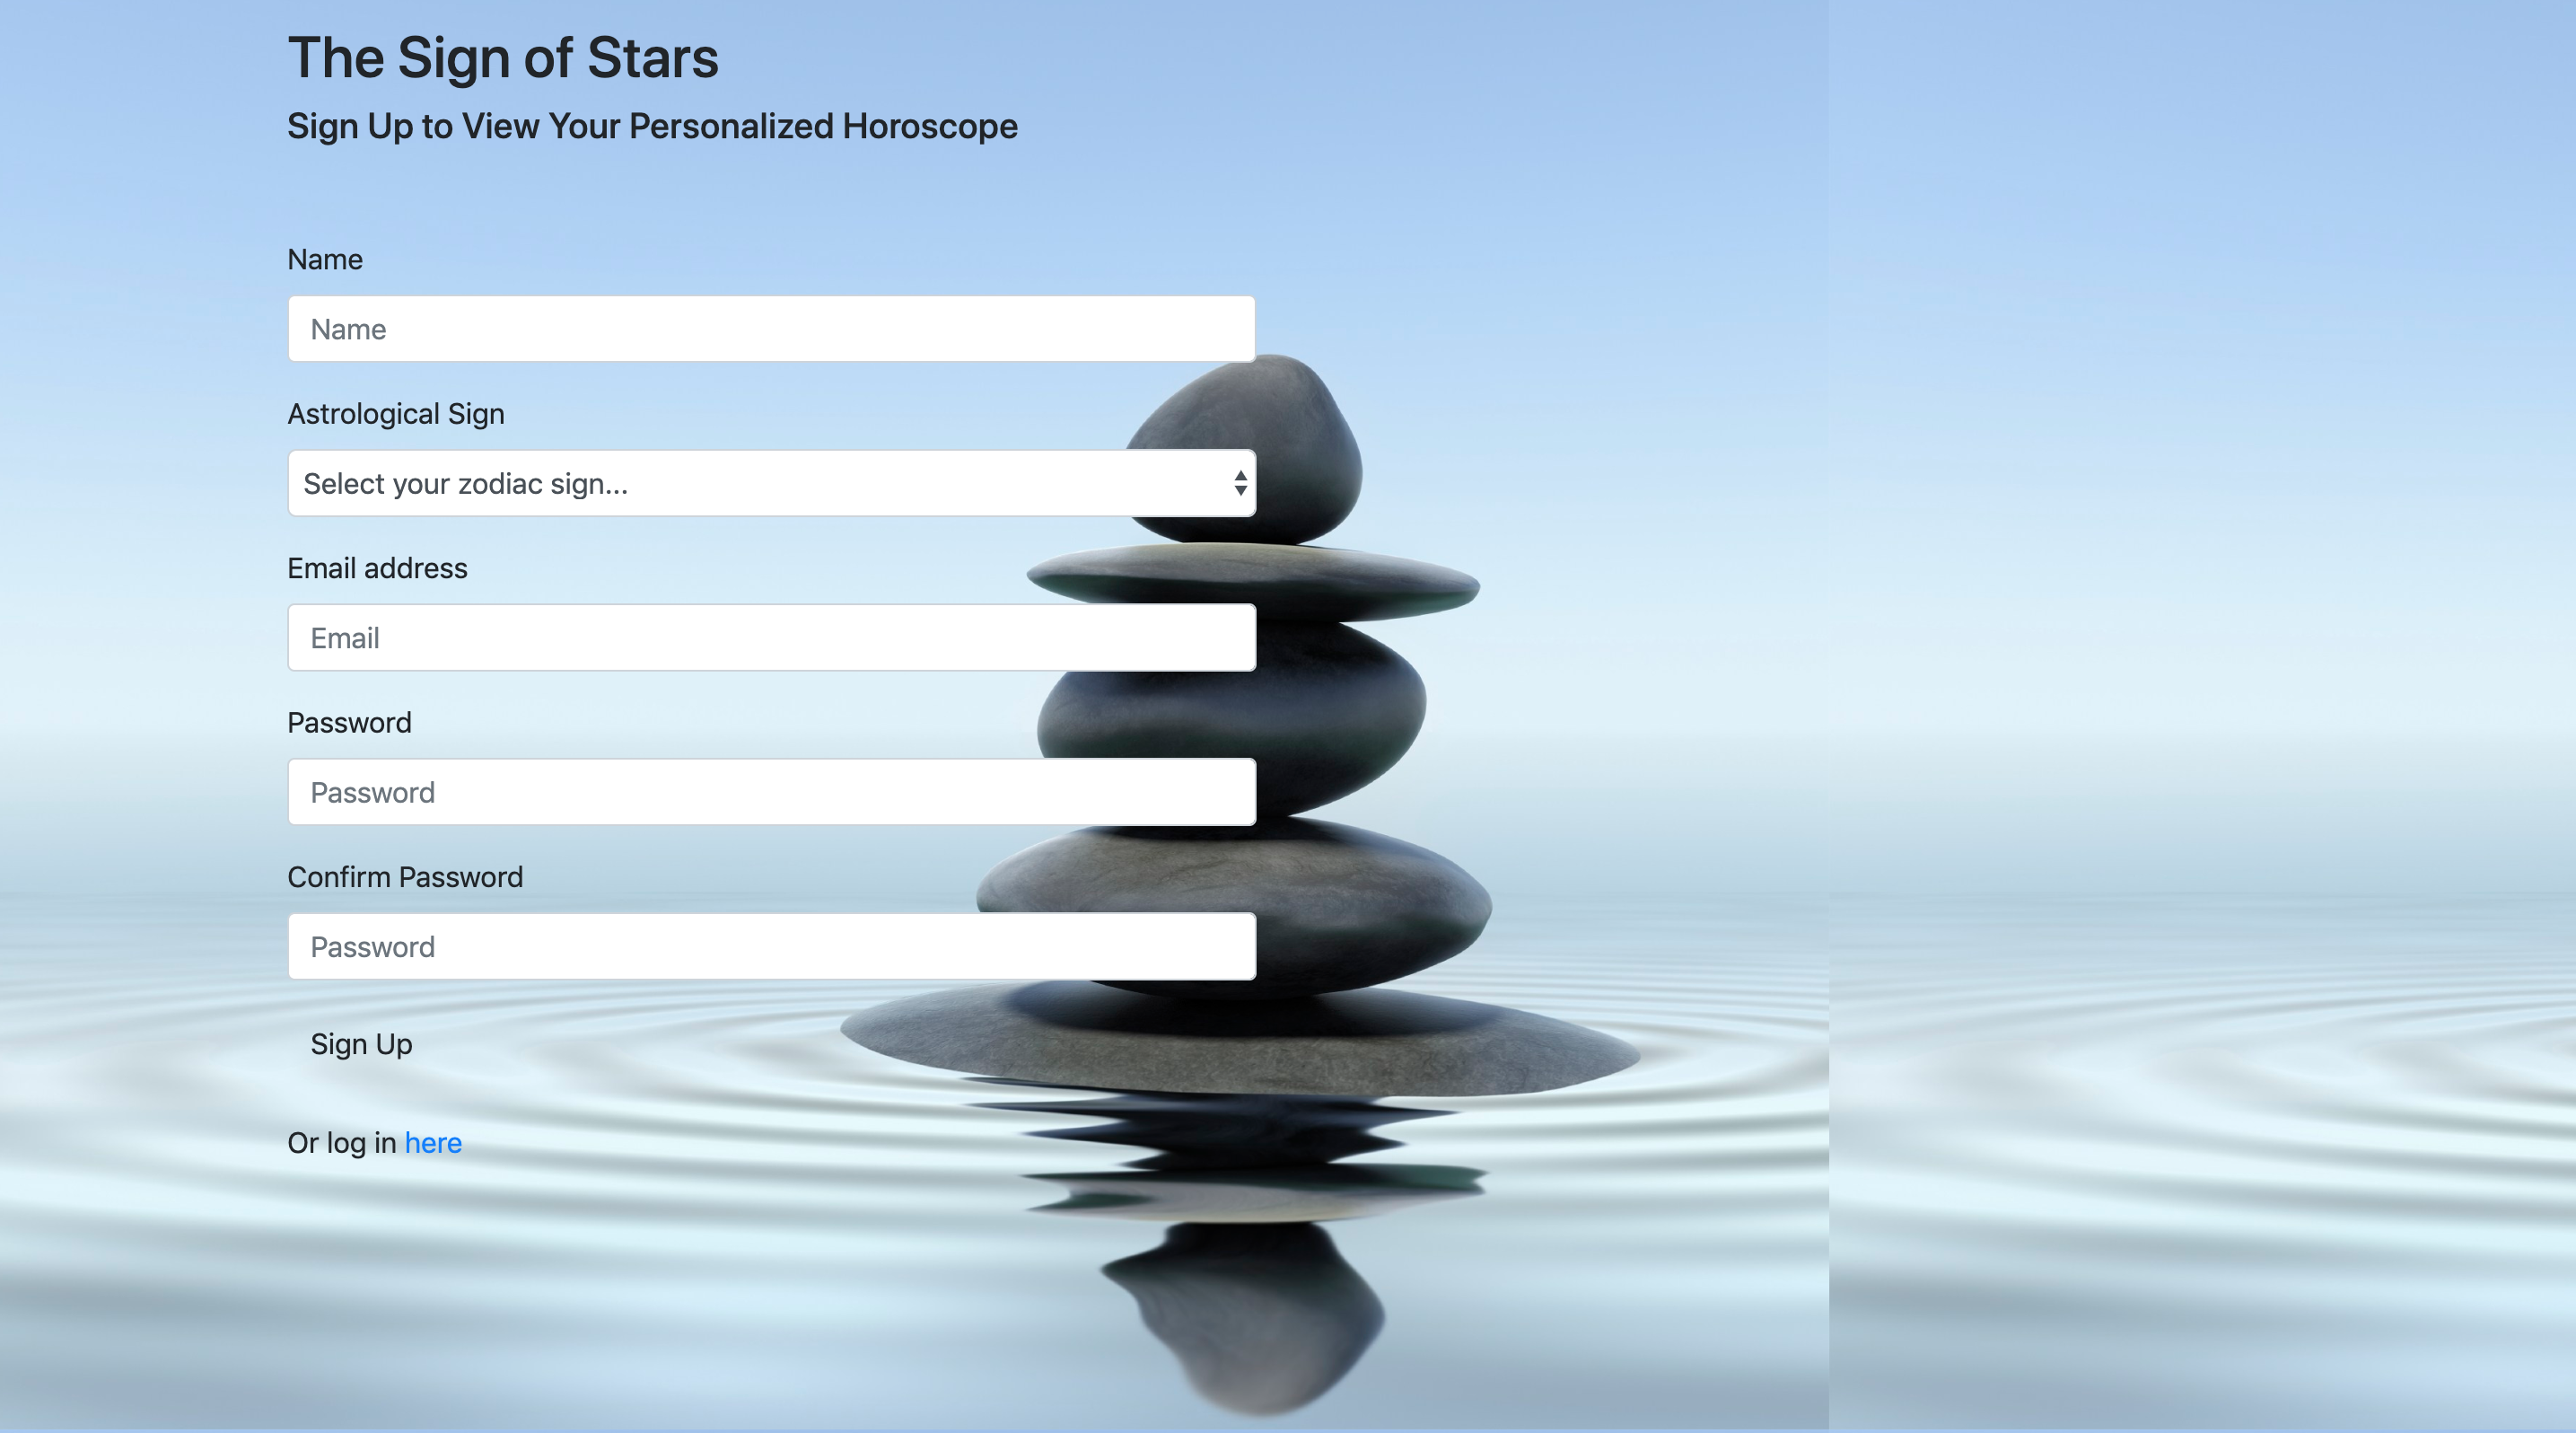 The Sign of Stars
Sign Up to View Your Personalized Horoscope
Name
Name
Astrological Sign
Select your zodiac sign...
Email address
Email
Password
Password
Confirm Password
Password
Sign Up
Or log in here